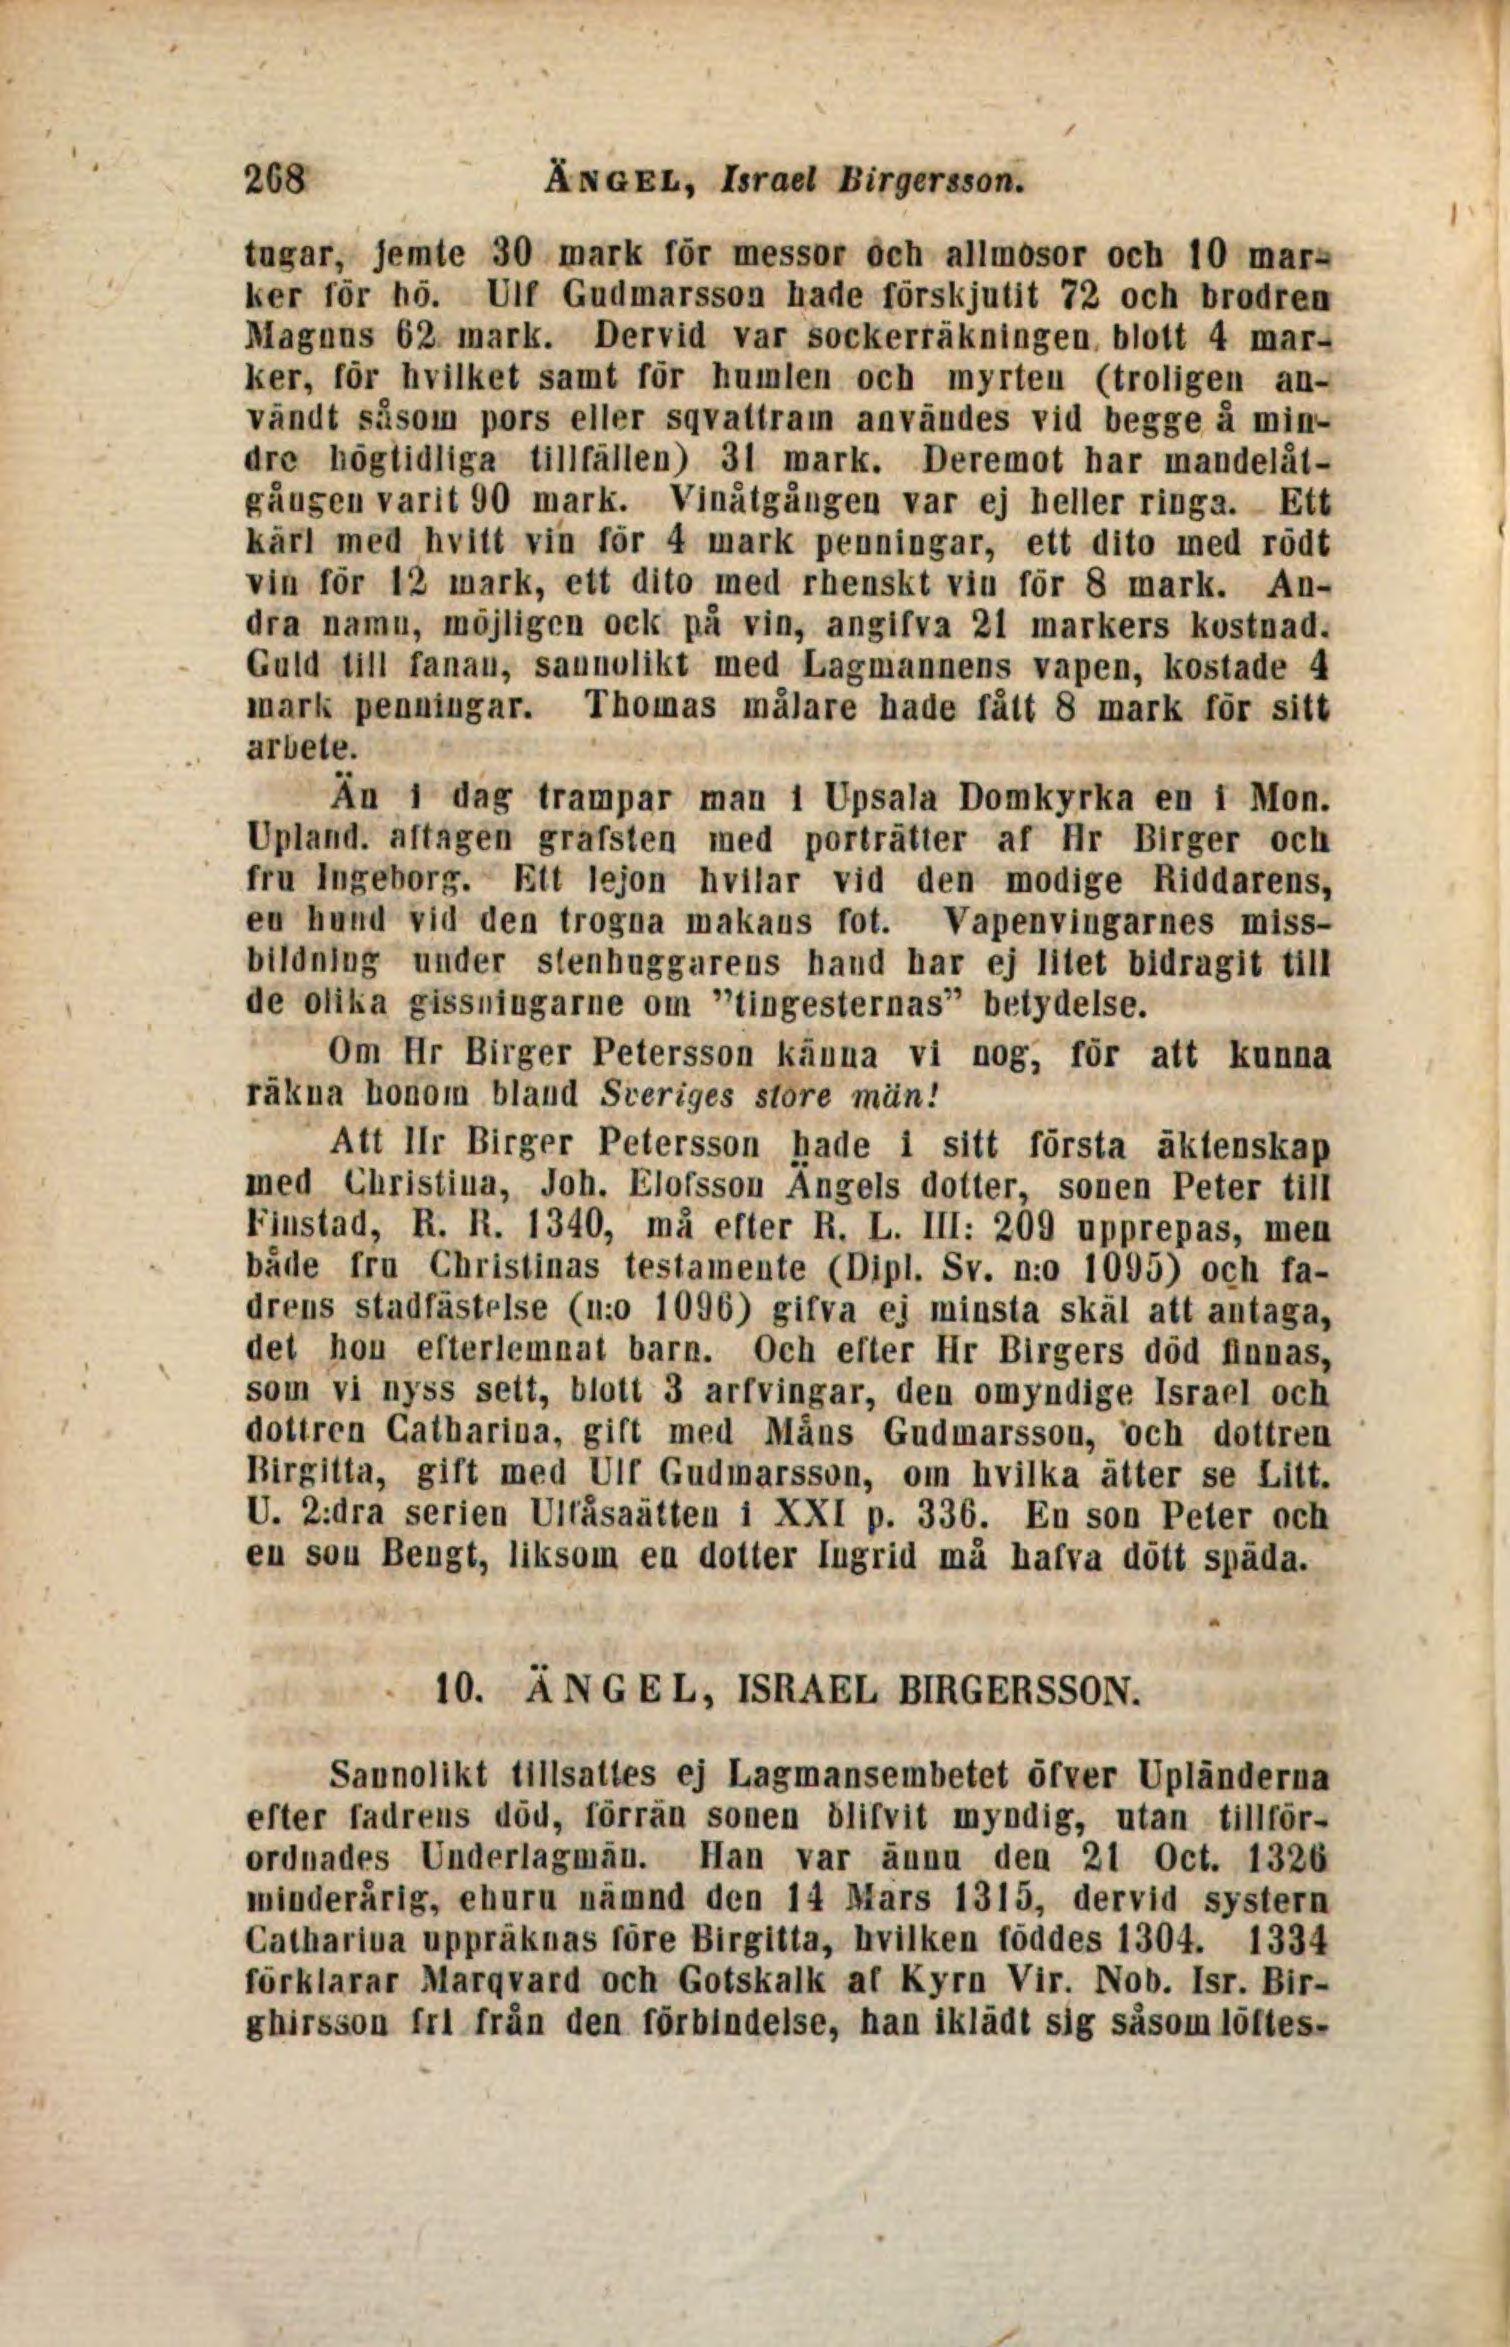 268 ÄNGEL, Israel Birgersson.
tugar, jemte 30 mark för messor och allmosor och 10 mar-
ker för hö. Ulf Gudmarsson hade förskjutit 72 och brodren
Magnus 62 mark. Dervid var sockerräkningen blott 4 mar-
ker, för hvilket samt för humlen och myrten (troligen an-
vändt såsom pors eller sqvattram användes vid begge å min-
dre högtidliga tillfällen) 31 mark. Deremot har mandelåt-
gången varit 90 mark. Vinåtgången var ej heller ringa. Ett
kärl med hvitt vin för 4 mark penningar, ett dito med rödt
vin för 12 mark, ett dito med rhenskt vin för 8 mark. An-
dra namn, möjligen ock på vin, angifva 21 markers kostnad.
Guld till fanan, sannolikt med Lagmannens vapen, kostade 4
mark penningar. Thomas målare hade fått 8 mark för sitt
arbete.
Än i dag trampar man i Upsala Domkyrka en i Mon.
Upland. aftagen grafsten med porträtter af Hr Birger och
fru Ingeborg. Ett lejon hvilar vid den modige Riddarens,
en hund vid den trogna makans fot. Vapenvingarnes miss-
bildning under stenhuggarens hand har ej litet bidragit till
de olika gissningarne om ”tingesternas” betydelse.
Om Hr Birger Petersson känna vi nog, för att kunna
räkna honom bland Sveriges store män!
Att Hr Birger Petersson hade i sitt första äktenskap
med Christina, Joh. Elofsson Ängels dotter, sonen Peter till
Finstad, R. R. 1340, må efter R. L. III: 209 upprepas, men
både fru Christinas testamente (Dipl. Sv. n:o 1095) och fa-
drens stadfästelse (n:o 1096) gifva ej minsta skäl att antaga,
det hon efterlemnat barn. Och efter Hr Birgers död finnas,
som vi nyss sett, blott 3 arfvingar, den omyndige Israel och
dottren Catharina, gift med Måns Gudmarsson, och dottren
Birgitta, gift med Ulf Gudmarsson, om hvilka ätter se Litt.
U. 2:dra serien Ulfåsaätten i XXI p. 336. En son Peter och
en son Bengt, liksom en dotter Ingrid må hafva dött späda.
10. ÄNGEL, ISRAEL BIRGERSSON.
Sannolikt tillsattes ej Lagmansembetet öfver Upländerna
efter fadrens död, förrän sonen blifvit myndig, utan tillför-
ordnades Underlagmän. Han var ännu den 21 Oct. 1326
minderårig, ehuru nämnd den 14 Mars 1315, dervid systern
Catharina uppräknas före Birgitta, hvilken föddes 1304. 1334
förklarar Marqvard och Gotskalk af Kyrn Vir. Nob. Isr. Bir-
ghirsson fri från den förbindelse, han iklädt sig såsom löftes-